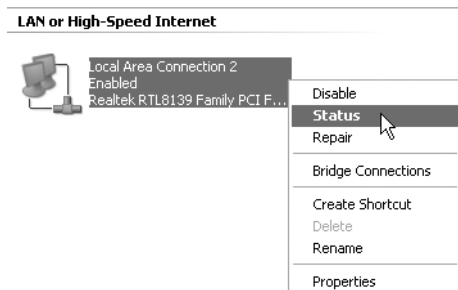 LAN or High-Speed Internet
Local Area Connection 2
Enabled
Realtek RTL8139 Family PCI F...
Disable
Status
Repair
Bridge Connections
Create Shortcut
Delete
Rename
Properties